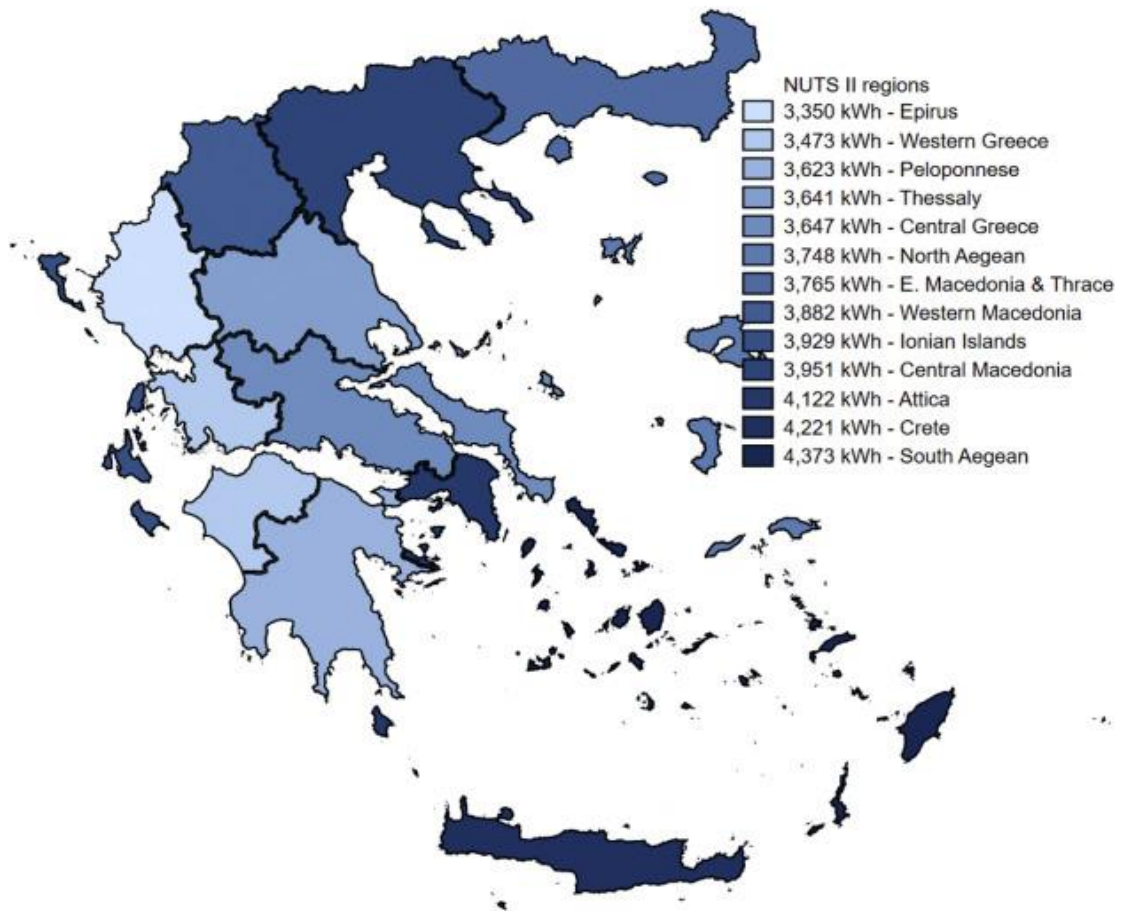 NUTS II regions
3,350 kWh - Epirus
3,473 kWh - Western Greece
3,623 kWh - Peloponnese
3,641 kWh - Thessaly
3,647 kWh - Central Greece
3,748 kWh - North Aegean
3,765 kWh - E. Macedonia & Thrace
3,882 kWh - Western Macedonia
3,929 kWh - Ionian Islands
3,951 kWh - Central Macedonia
4,122 kWh - Attica
4,221 kWh - Crete
4,373 kWh - South Aegean